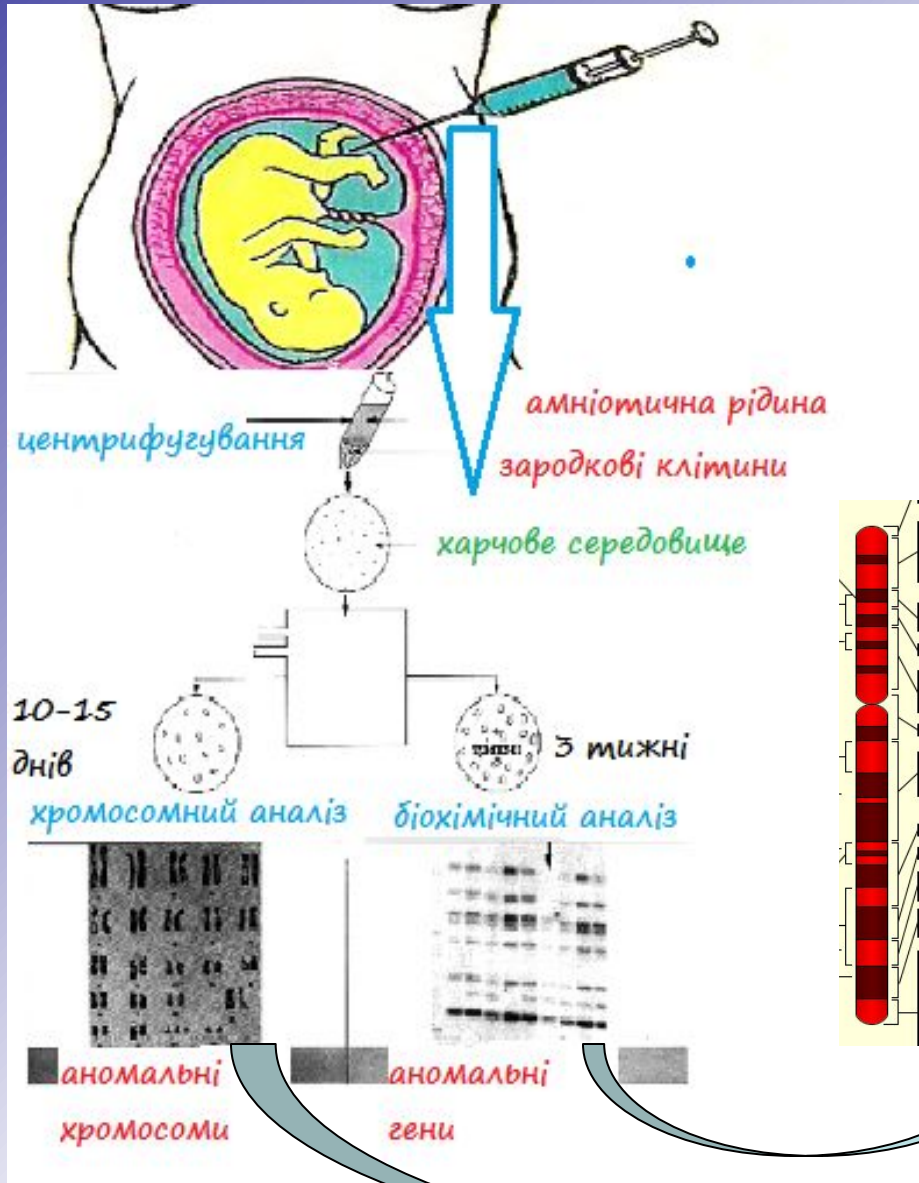 амніотична рідина
центрифугування
зародкові клітини
харчове середовище
10-15
днів
3 тижні
хромосомний аналіз
біохімічний аналіз
аномальні
хромосоми
аномальні
гени